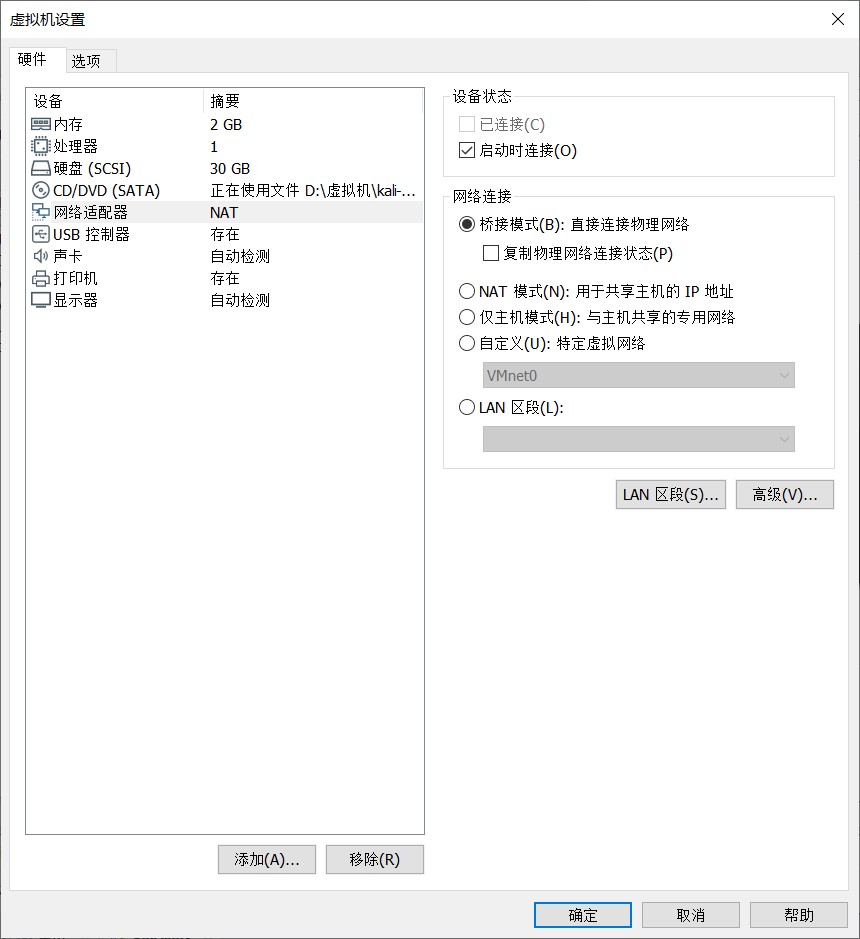 虚拟机设置
硬件 选项
设备 摘要
内存 2 GB
处理器 1
硬盘 (SCSI) 30 GB
CD/DVD (SATA) 正在使用文件 D:\虚拟机\kali-...
网络适配器 NAT
USB 控制器 存在
声卡 自动检测
打印机 存在
显示器 自动检测
添加(A)... 移除(R)
设备状态
已连接(C)
启动时连接(O)
网络连接
桥接模式(B): 直接连接物理网络
复制物理网络连接状态(P)
NAT 模式(N): 用于共享主机的 IP 地址
仅主机模式(H): 与主机共享的专用网络
自定义(U): 特定虚拟网络
VMnet0
LAN 区段(L):
LAN 区段(S)... 高级(V)...
确定 取消 帮助